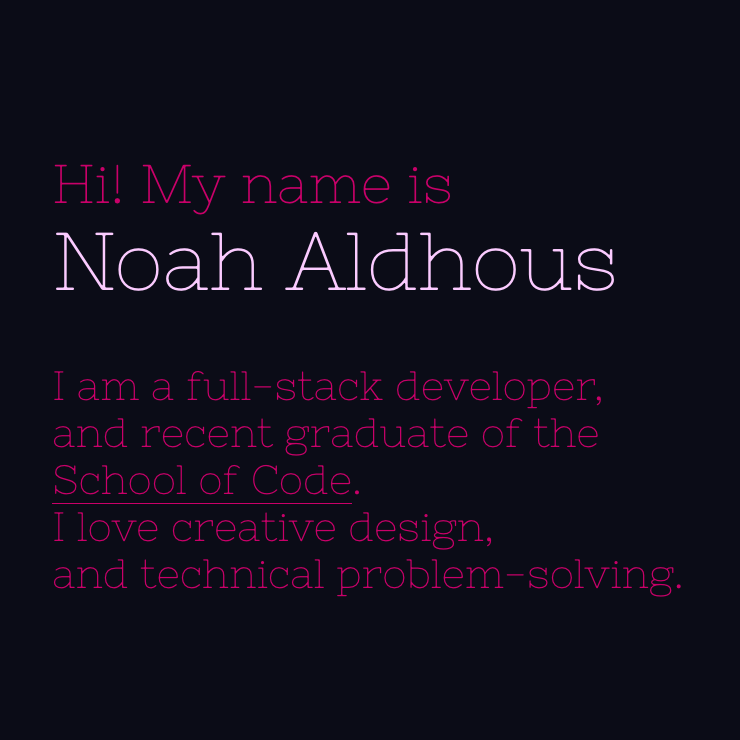 Hi! My name is
Noah Aldhous
I am a full-stack developer,
and recent graduate of the
School of Code.
I love creative design,
and technical problem-solving.